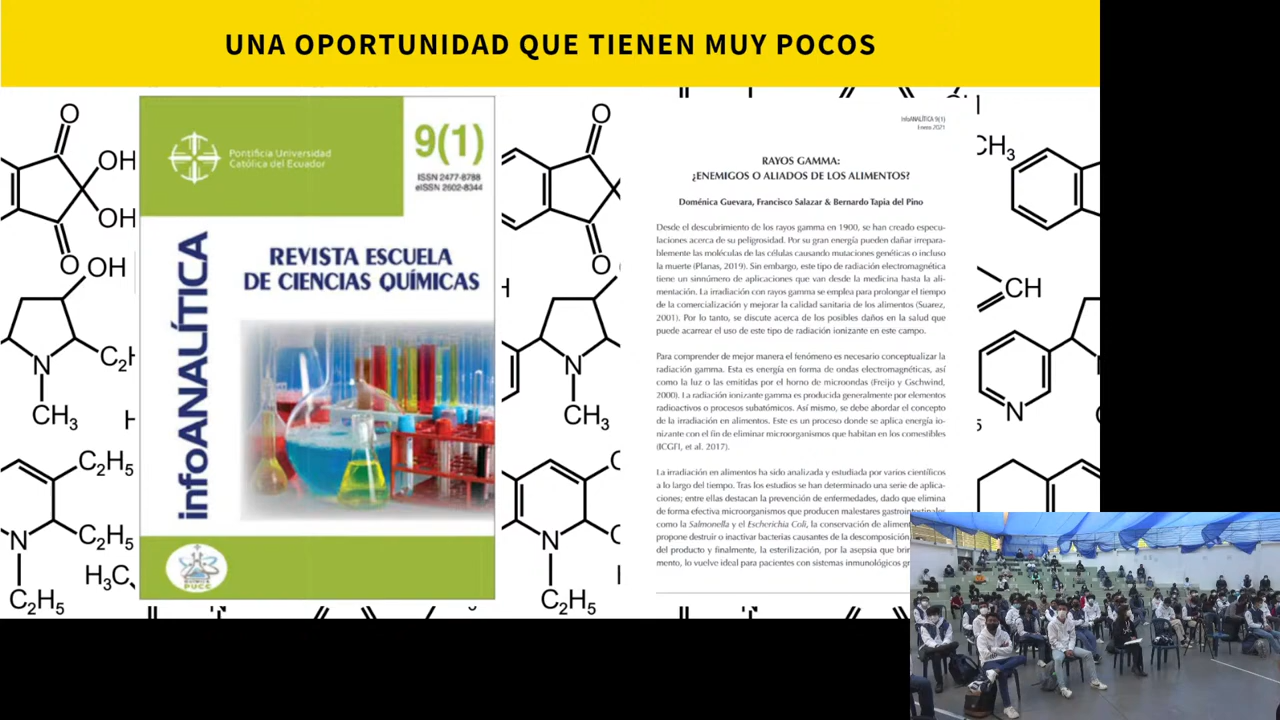 UNA OPORTUNIDAD QUE TIENEN MUY POCOS
Pontificia Universidad
Católica del Ecuador
9(1)
ISSN 2477-8788
eISSN 2602-8344
infoANALÍTICA
REVISTA ESCUELA
DE CIENCIAS QUÍMICAS
PUCE
InfoANALÍTICA 9(1)
Enero 2021
RAYOS GAMMA:
¿ENEMIGOS O ALIADOS DE LOS ALIMENTOS?
Doménica Guevara, Francisco Salazar & Bernardo Tapia del Pino
Desde el descubrimiento de los rayos gamma en 1900, se han creado especu-
laciones acerca de su peligrosidad. Por su gran energía pueden dañar irrepara-
blemente las moléculas de las células causando mutaciones genéticas o incluso
la muerte (Planas, 2019). Sin embargo, este tipo de radiación electromagnética
tiene un sinnúmero de aplicaciones que van desde la medicina hasta la ali-
mentación. La irradiación con rayos gamma se emplea para prolongar el tiempo
de la comercialización y mejorar la calidad sanitaria de los alimentos (Suarez,
2001). Por lo tanto, se discute acerca de los posibles daños en la salud que
puede acarrear el uso de este tipo de radiación ionizante en este campo.
Para comprender de mejor manera el fenómeno es necesario conceptualizar la
radiación gamma. Esta es energía en forma de ondas electromagnéticas, así
como la luz o las emitidas por el horno de microondas (Freijo y Gschwind,
2000). La radiación ionizante gamma es producida generalmente por elementos
radioactivos o procesos subatómicos. Así mismo, se debe abordar el concepto
de la irradiación en alimentos. Este es un proceso donde se aplica energía io-
nizante con el fin de eliminar microorganismos que habitan en los comestibles
(ICGFI, et al. 2017).
La irradiación en alimentos ha sido analizada y estudiada por varios científicos
a lo largo del tiempo. Tras los estudios se han determinado una serie de aplica-
ciones; entre ellas destacan la prevención de enfermedades, dado que elimina
de forma efectiva microorganismos que producen malestares gastrointestinales
como la Salmonella y el Escherichia Coli, la conservación de
propone destruir o inactivar bacterias causantes de la descomposición
del producto y finalmente, la esterilización, por la asepsia que
mento, lo vuelve ideal para pacientes con sistemas inmunológicos
O OH OH O
OH N CH₃
N C₂H₅ C₂H₅ C₂H₅ H₃C
O O
N CH₃
N C₂H₅
CH₃
CH
N